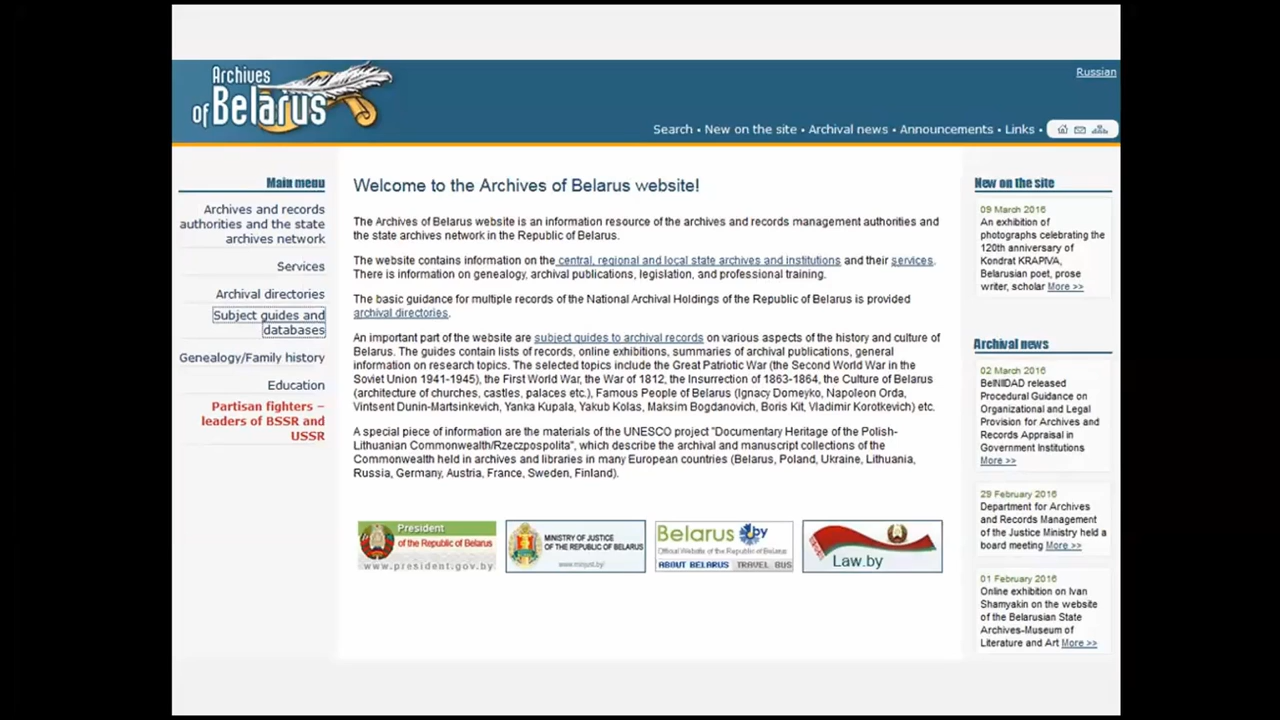 Archives
of Belarus
Russian
Search • New on the site • Archival news • Announcements • Links •
Main menu
Archives and records
authorities and the state
archives network
Services
Archival directories
Subject guides and
databases
Genealogy/Family history
Education
Partisan fighters –
leaders of BSSR and
USSR
Welcome to the Archives of Belarus website!
The Archives of Belarus website is an information resource of the archives and records management authorities and
the state archives network in the Republic of Belarus.
The website contains information on the central, regional and local state archives and institutions and their services.
There is information on genealogy, archival publications, legislation, and professional training.
The basic guidance for multiple records of the National Archival Holdings of the Republic of Belarus is provided
archival directories.
An important part of the website are subject guides to archival records on various aspects of the history and culture of
Belarus. The guides contain lists of records, online exhibitions, summaries of archival publications, general
information on research topics. The selected topics include the Great Patriotic War (the Second World War in the
Soviet Union 1941-1945), the First World War, the War of 1812, the Insurrection of 1863-1864, the Culture of Belarus
(architecture of churches, castles, palaces etc.), Famous People of Belarus (Ignacy Domeyko, Napoleon Orda,
Vintsent Dunin-Martsinkevich, Yanka Kupala, Yakub Kolas, Maksim Bogdanovich, Boris Kit, Vladimir Korotkevich) etc.
A special piece of information are the materials of the UNESCO project "Documentary Heritage of the Polish-
Lithuanian Commonwealth/Rzeczpospolita", which describe the archival and manuscript collections of the
Commonwealth held in archives and libraries in many European countries (Belarus, Poland, Ukraine, Lithuania,
Russia, Germany, Austria, France, Sweden, Finland).
President
of the Republic of Belarus
www.president.gov.by
MINISTRY OF JUSTICE
OF THE REPUBLIC OF BELARUS
www.minjust.by/
Belarus .by
Official Website of the Republic of Belarus
ABOUT BELARUS TRAVEL BUS
Law.by
New on the site
09 March 2016
An exhibition of
photographs celebrating the
120th anniversary of
Kondrat KRAPIVA,
Belarusian poet, prose
writer, scholar More >>
Archival news
02 March 2016
BelNIIDAD released
Procedural Guidance on
Organizational and Legal
Provision for Archives and
Records Appraisal in
Government Institutions
More >>
29 February 2016
Department for Archives
and Records Management
of the Justice Ministry held a
board meeting More >>
01 February 2016
Online exhibition on Ivan
Shamyakin on the website
of the Belarusian State
Archives-Museum of
Literature and Art More >>